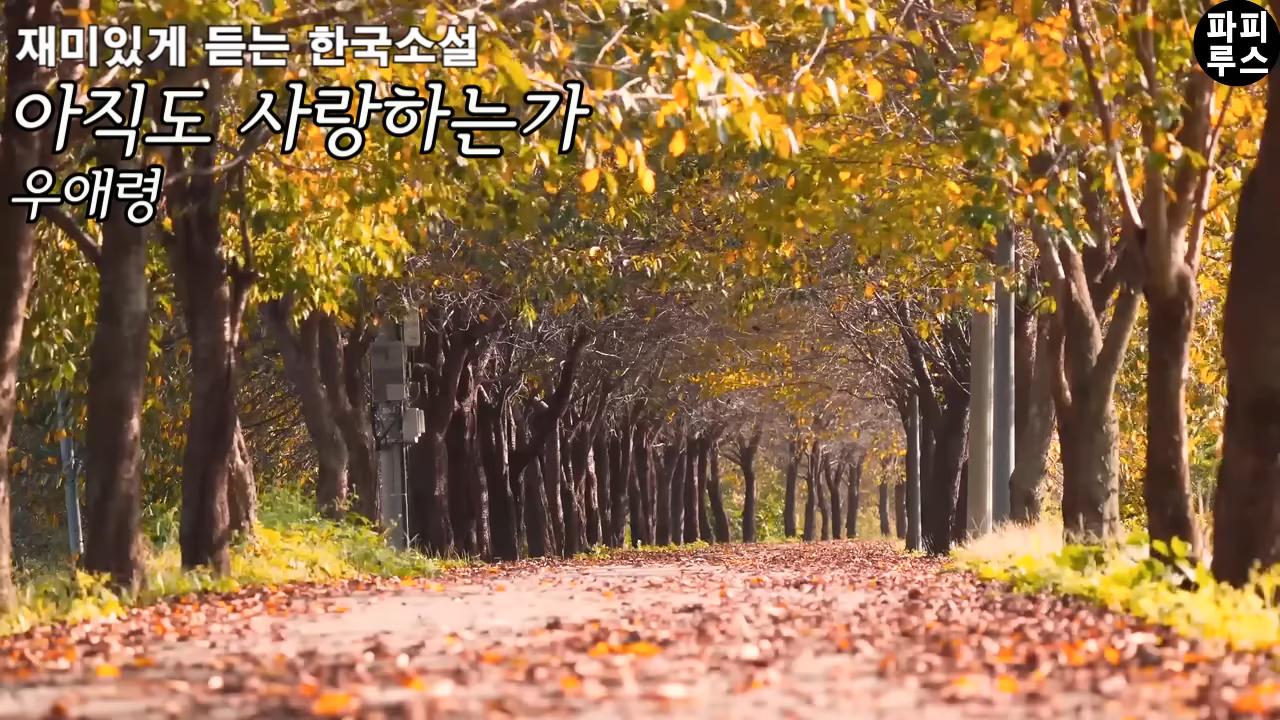 재미있게 듣는 한국소설
아직도 사랑하는가
우애령
파피
루스